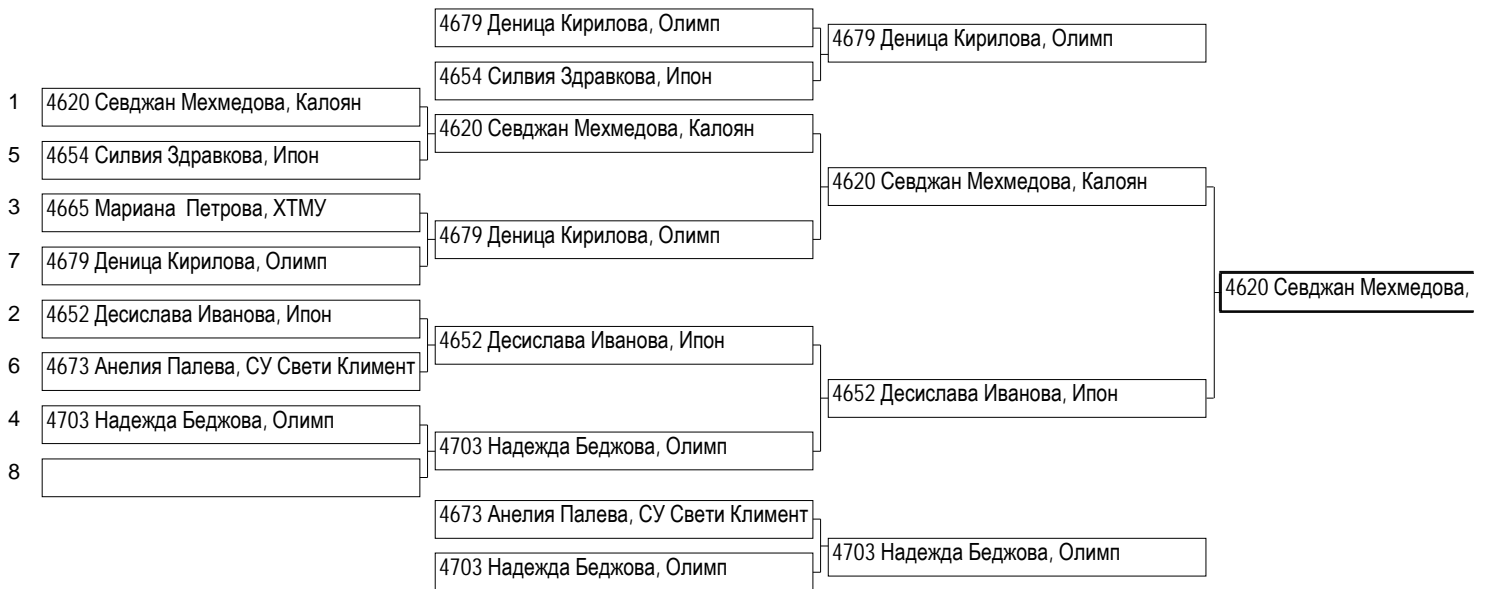 4679 Деница Кирилова, Олимп
4679 Деница Кирилова, Олимп
4654 Силвия Здравкова, Ипон
1 4620 Севджан Мехмедова, Калоян
4620 Севджан Мехмедова, Калоян
5 4654 Силвия Здравкова, Ипон
4620 Севджан Мехмедова, Калоян
3 4665 Мариана Петрова, ХТМУ
4679 Деница Кирилова, Олимп
7 4679 Деница Кирилова, Олимп
4620 Севджан Мехмедова,
2 4652 Десислава Иванова, Ипон
4652 Десислава Иванова, Ипон
6 4673 Анелия Палева, СУ Свети Климент
4652 Десислава Иванова, Ипон
4 4703 Надежда Беджова, Олимп
4703 Надежда Беджова, Олимп
8
4673 Анелия Палева, СУ Свети Климент
4703 Надежда Беджова, Олимп
4703 Надежда Беджова, Олимп